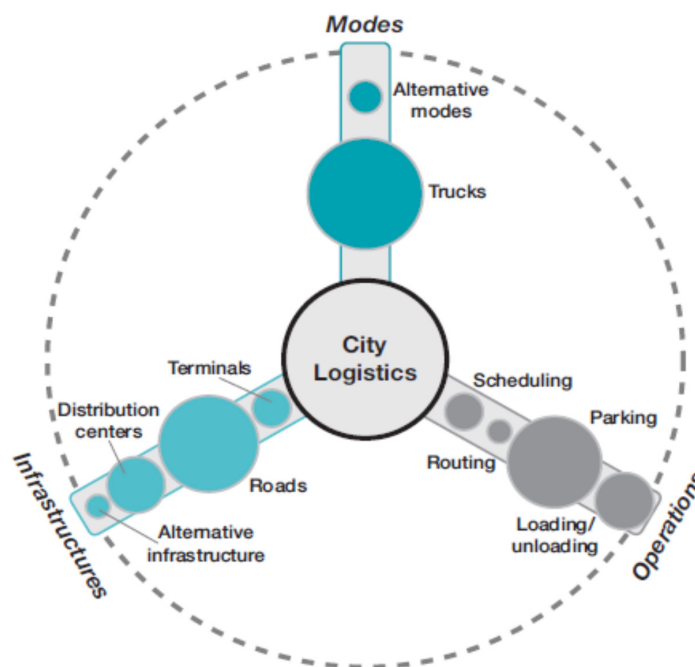 Modes
Alternative
modes
Trucks
City
Logistics
Terminals
Distribution
centers
Roads
Alternative
infrastructure
Infrastructures
Scheduling
Parking
Routing
Loading/
unloading
Operations